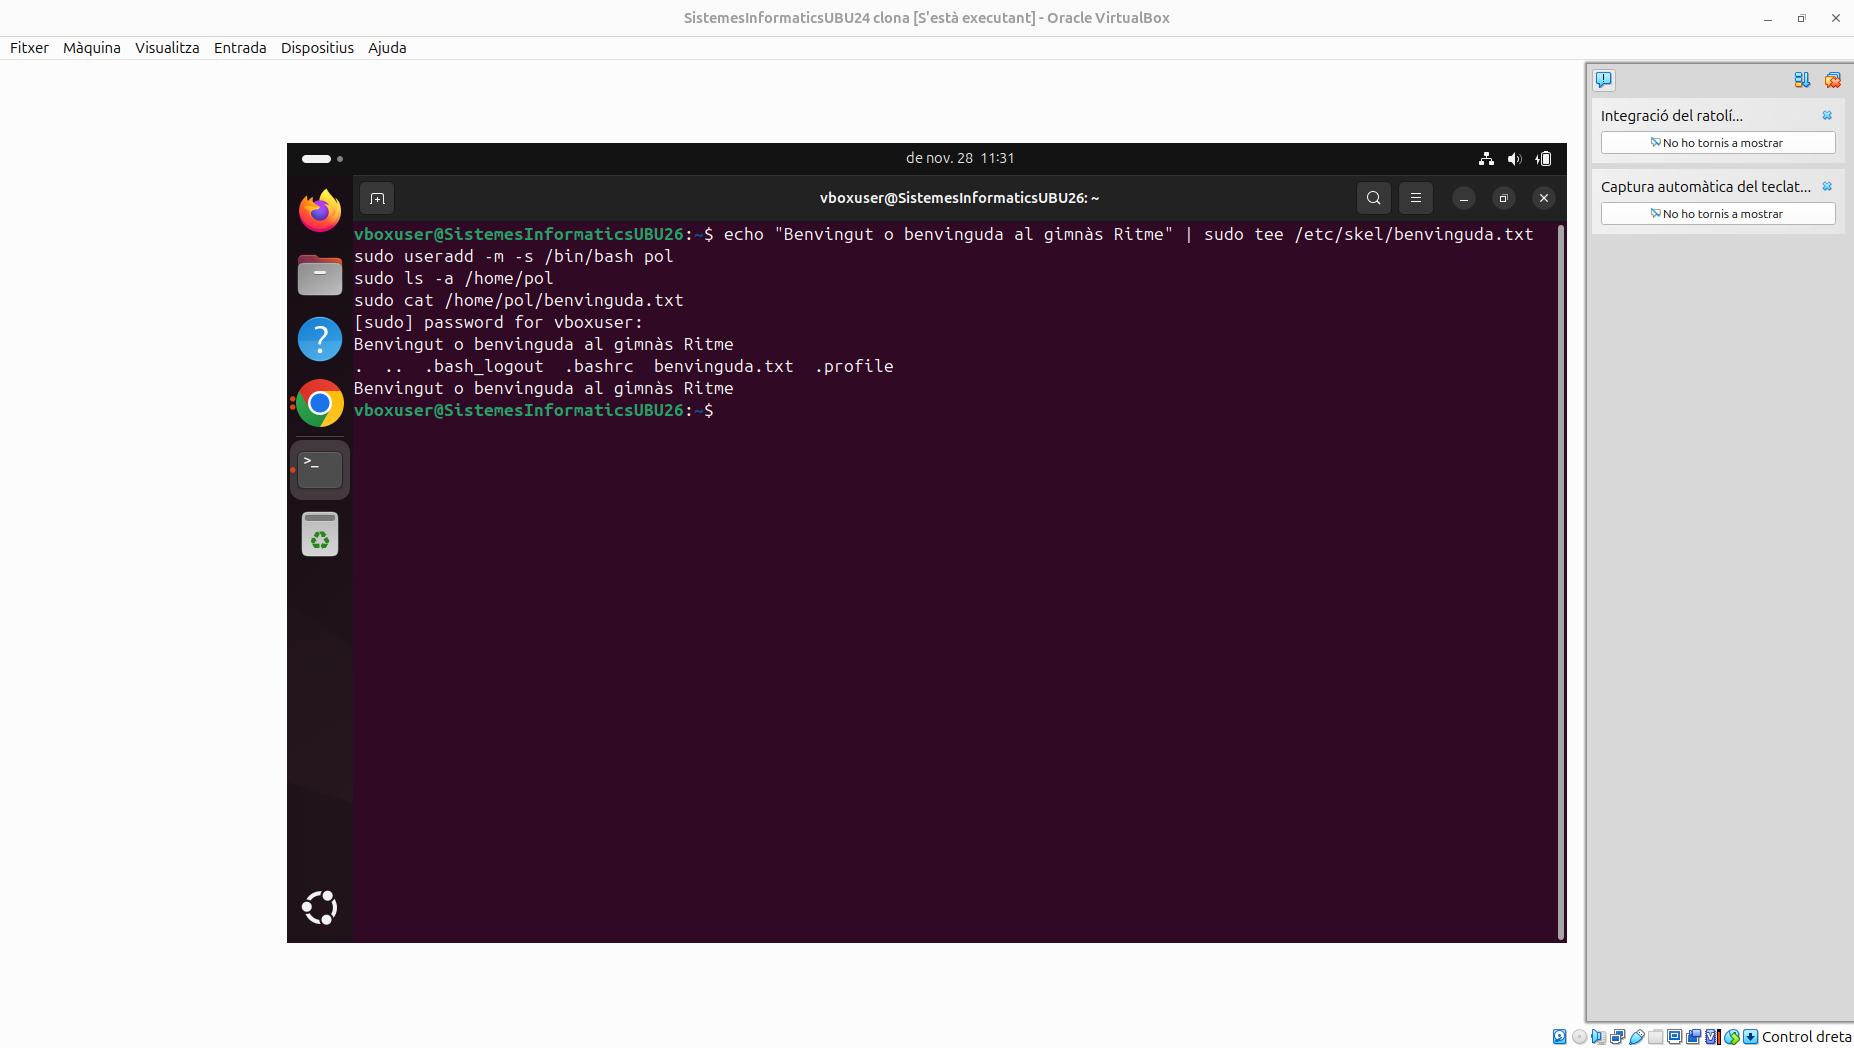 SistemesInformaticsUBU24 clona [S'està executant] - Oracle VirtualBox
Fitxer Màquina Visualitza Entrada Dispositius Ajuda
Integració del ratolí...
No ho tornis a mostrar
Captura automàtica del teclat...
No ho tornis a mostrar
de nov. 28 11:31
vboxuser@SistemesInformaticsUBU26: ~
vboxuser@SistemesInformaticsUBU26:~$ echo "Benvingut o benvinguda al gimnàs Ritme" | sudo tee /etc/skel/benvinguda.txt
sudo useradd -m -s /bin/bash pol
sudo ls -a /home/pol
sudo cat /home/pol/benvinguda.txt
[sudo] password for vboxuser:
Benvingut o benvinguda al gimnàs Ritme
. .. .bash_logout .bashrc benvinguda.txt .profile
Benvingut o benvinguda al gimnàs Ritme
vboxuser@SistemesInformaticsUBU26:~$
Control dreta